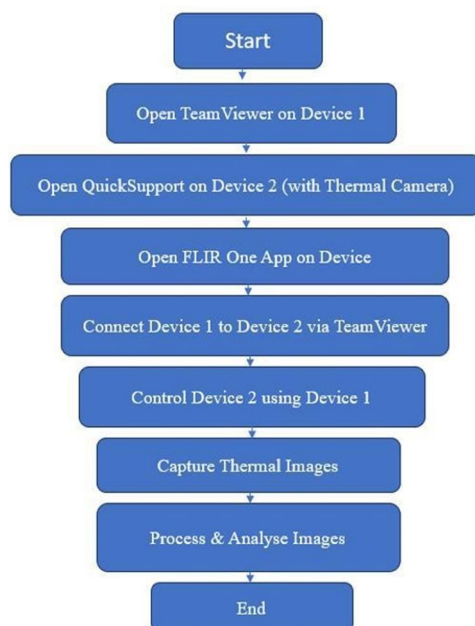 Start
Open TeamViewer on Device 1
Open QuickSupport on Device 2 (with Thermal Camera)
Open FLIR One App on Device
Connect Device 1 to Device 2 via TeamViewer
Control Device 2 using Device 1
Capture Thermal Images
Process & Analyse Images
End